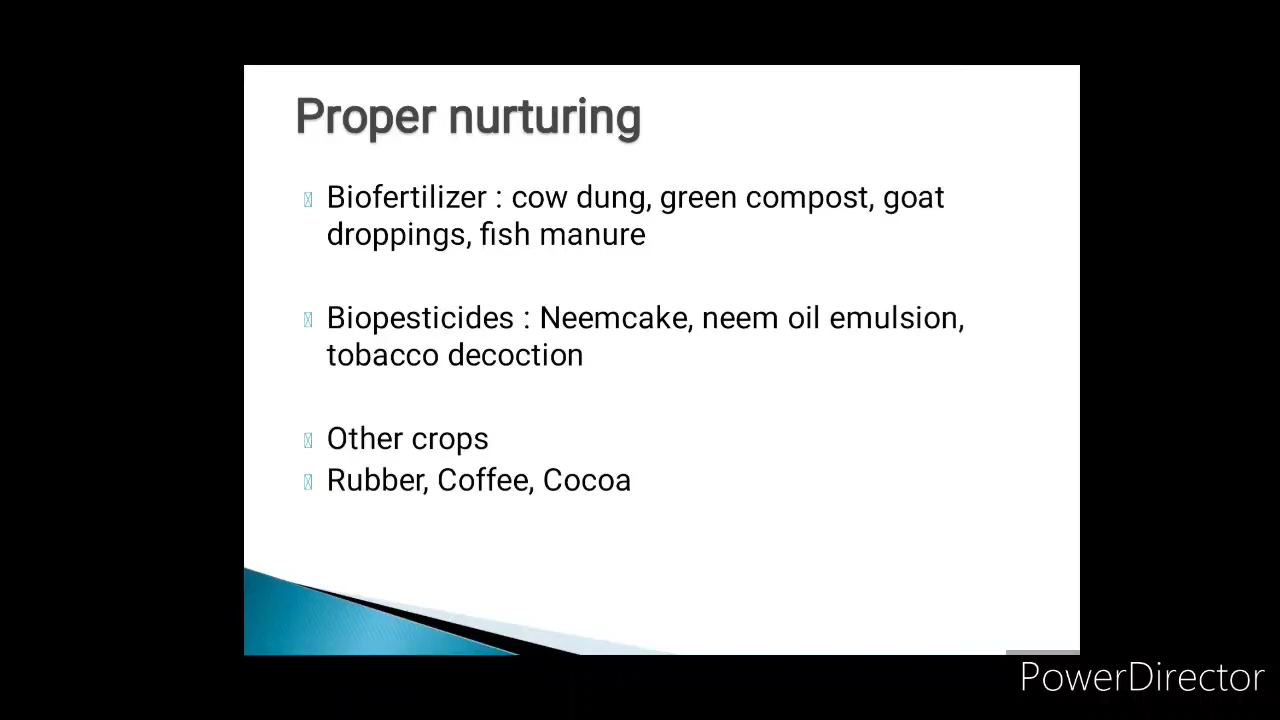 Proper nurturing
Biofertilizer : cow dung, green compost, goat
droppings, fish manure
Biopesticides : Neemcake, neem oil emulsion,
tobacco decoction
Other crops
Rubber, Coffee, Cocoa
PowerDirector